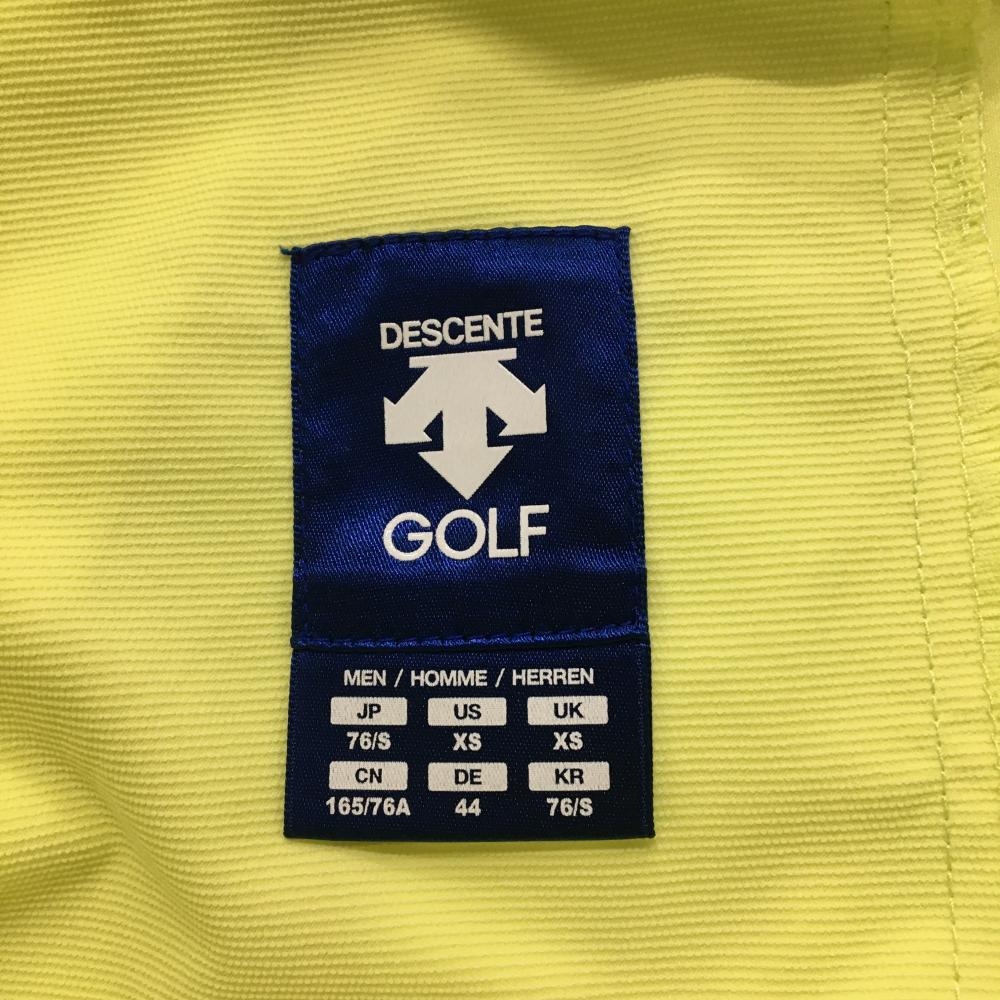 DESCENTE
GOLF
MEN / HOMME / HERREN
JP US UK
76/S XS XS
CN DE KR
165/76A 44 76/S